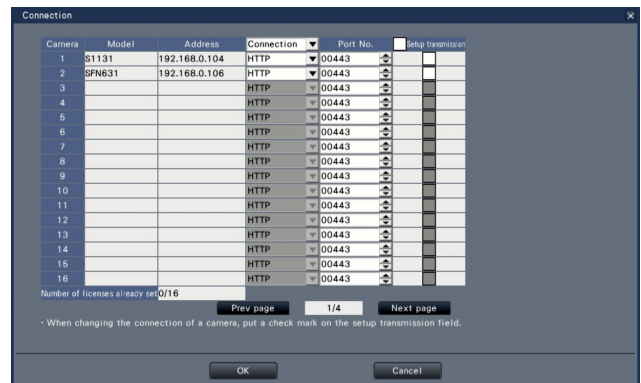 Connection
Camera Model Address Connection Port No. Setup transmission
1 S1131 192.168.0.104 HTTP 00443
2 SFN631 192.168.0.106 HTTP 00443
3 HTTP 00443
4 HTTP 00443
5 HTTP 00443
6 HTTP 00443
7 HTTP 00443
8 HTTP 00443
9 HTTP 00443
10 HTTP 00443
11 HTTP 00443
12 HTTP 00443
13 HTTP 00443
14 HTTP 00443
15 HTTP 00443
16 HTTP 00443
Number of licenses already set 0/16
Prev page 1/4 Next page
• When changing the connection of a camera, put a check mark on the setup transmission field.
OK Cancel